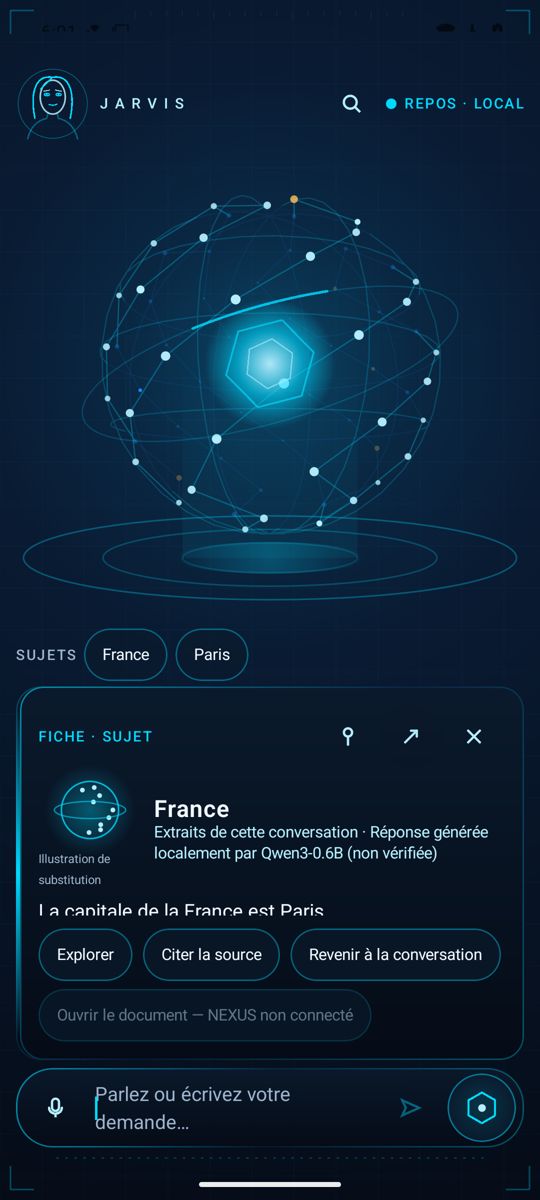 JARVIS
REPOS · LOCAL
SUJETS
France
Paris
FICHE · SUJET
France
Extraits de cette conversation · Réponse générée
localement par Qwen3-0.6B (non vérifiée)
Illustration de
substitution
La capitale de la France est Paris
Explorer
Citer la source
Revenir à la conversation
Ouvrir le document — NEXUS non connecté
Parlez ou écrivez votre
demande…